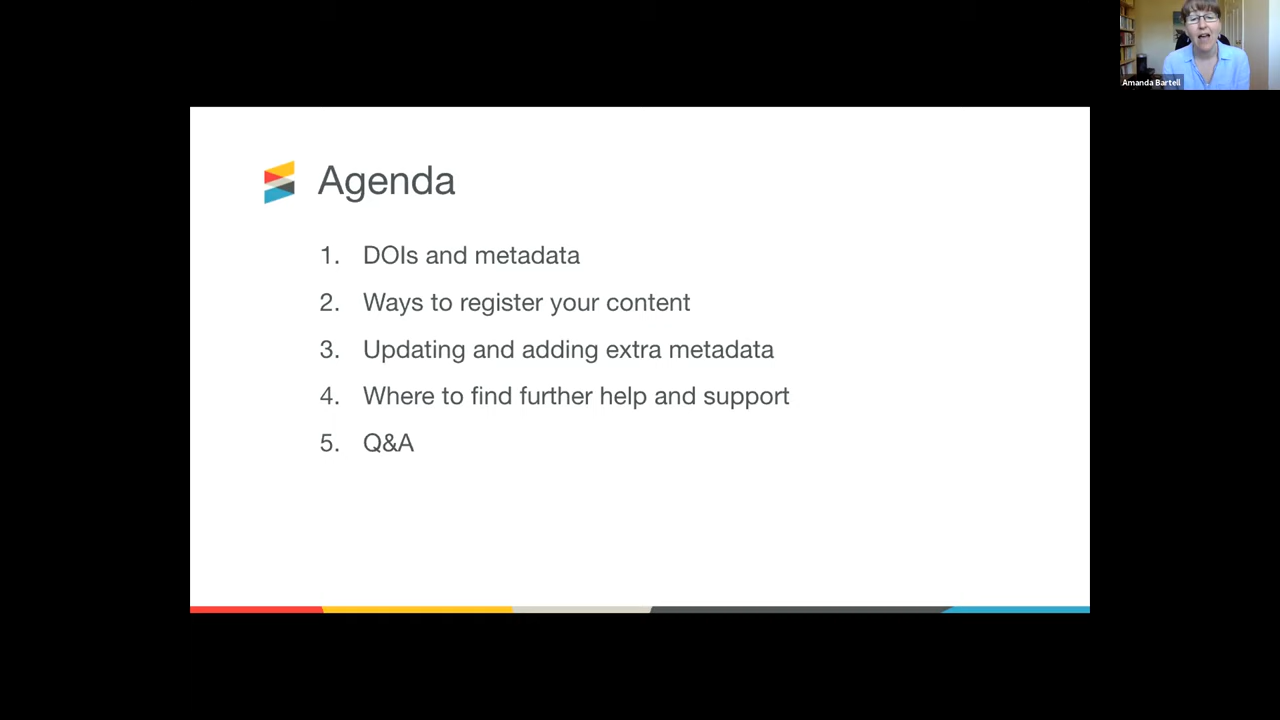 Amanda Bartell
Agenda
1. DOIs and metadata
2. Ways to register your content
3. Updating and adding extra metadata
4. Where to find further help and support
5. Q&A